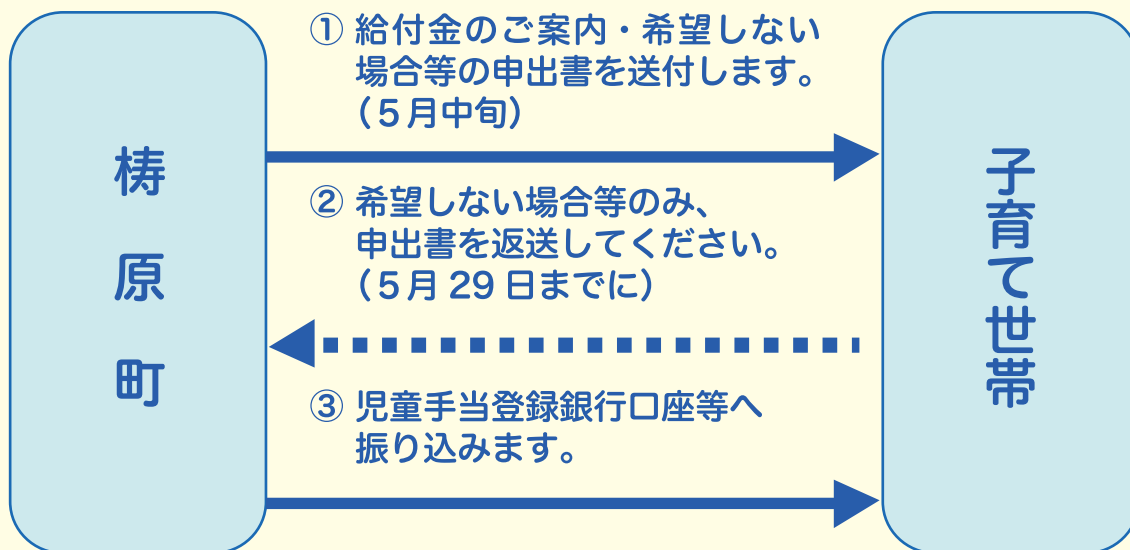 梼原町
① 給付金のご案内・希望しない
場合等の申出書を送付します。
(5月中旬)
② 希望しない場合等のみ、
申出書を返送してください。
(5月 29 日までに)
③ 児童手当登録銀行口座等へ
振り込みます。
子育て世帯